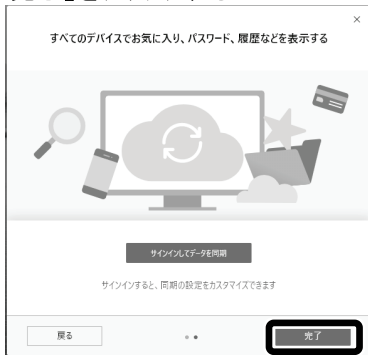 すべてのデバイスでお気に入り、パスワード、履歴などを表示する
サインインしてデータを同期
サインインすると、同期の設定をカスタマイズできます
戻る
完了